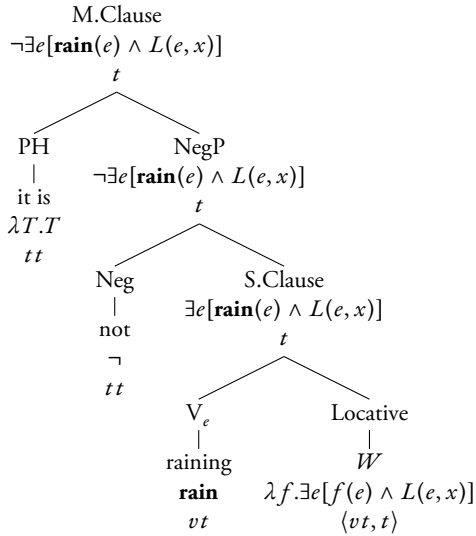 M.Clause
¬∃e[rain(e) ∧ L(e, x)]
t
PH NegP
it is ¬∃e[rain(e) ∧ L(e, x)]
λT.T t
tt
Neg S.Clause
not ∃e[rain(e) ∧ L(e, x)]
¬ t
tt
Vₑ Locative
raining W
rain λf.∃e[f(e) ∧ L(e, x)]
vt ⟨vt, t⟩